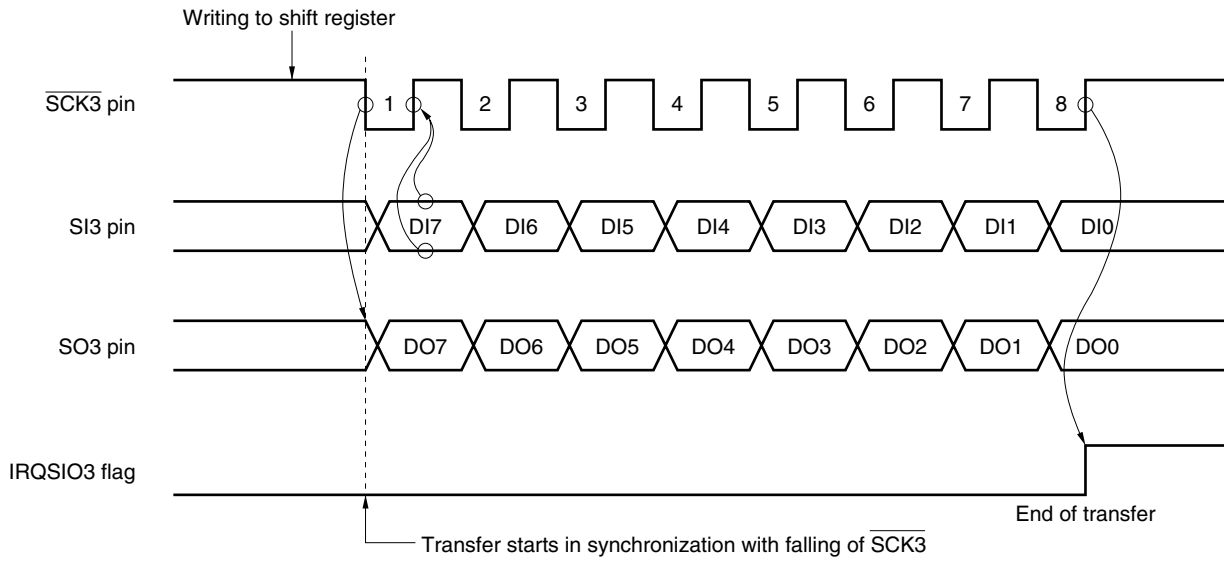 Writing to shift register
SCK3 pin
1 2 3 4 5 6 7 8
SI3 pin
DI7 DI6 DI5 DI4 DI3 DI2 DI1 DI0
SO3 pin
DO7 DO6 DO5 DO4 DO3 DO2 DO1 DO0
IRQSIO3 flag
End of transfer
Transfer starts in synchronization with falling of SCK3